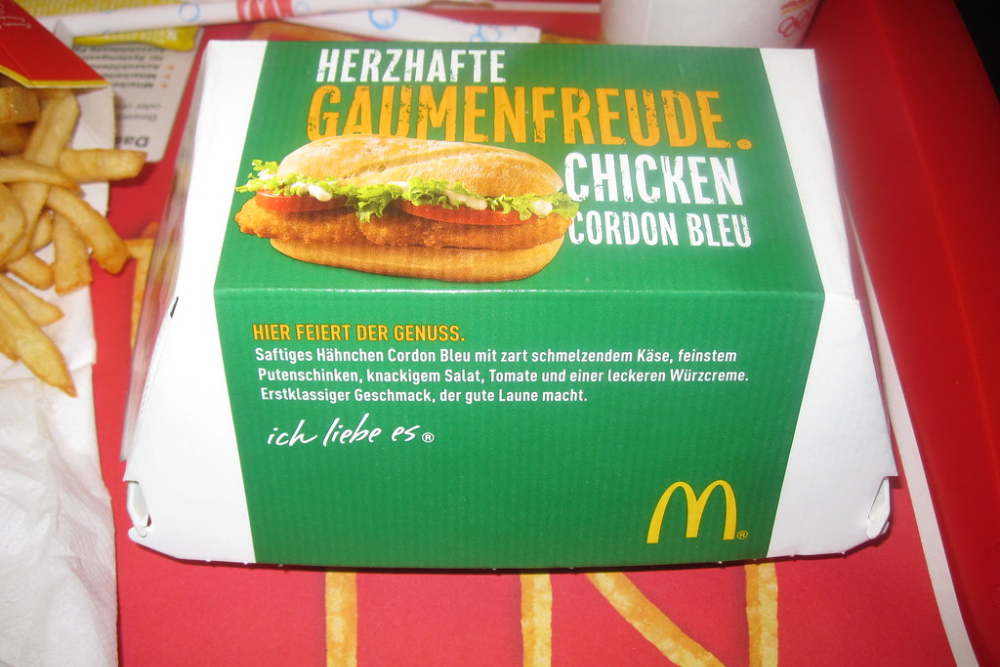 HERZHAFTE
GAUMENFREUDE.
CHICKEN
CORDON BLEU
HIER FEIERT DER GENUSS.
Saftiges Hähnchen Cordon Bleu mit zart schmelzendem Käse, feinstem
Putenschinken, knackigem Salat, Tomate und einer leckeren Würzcreme.
Erstklassiger Geschmack, der gute Laune macht.
ich liebe es®
M®